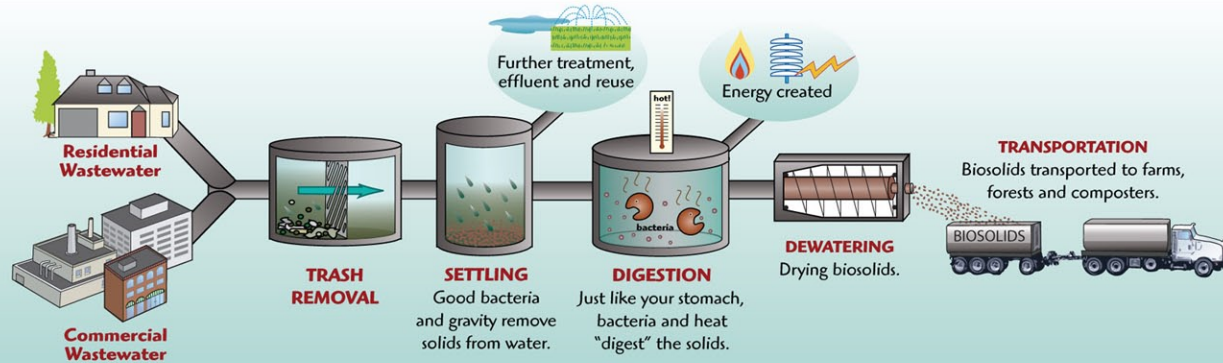 Residential
Wastewater
Commercial
Wastewater
TRASH
REMOVAL
Further treatment,
effluent and reuse
SETTLING
Good bacteria
and gravity remove
solids from water.
hot!
Energy created
bacteria
DIGESTION
Just like your stomach,
bacteria and heat
"digest" the solids.
DEWATERING
Drying biosolids.
TRANSPORTATION
Biosolids transported to farms,
forests and composters.
BIOSOLIDS